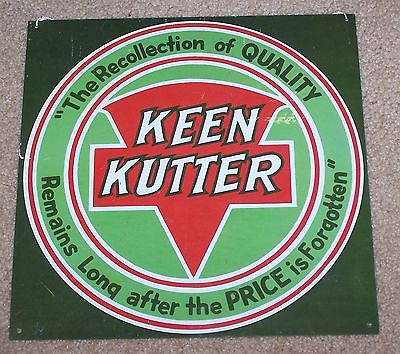 "The Recollection of QUALITY
KEEN
KUTTER
Remains Long after the PRICE is Forgotten"